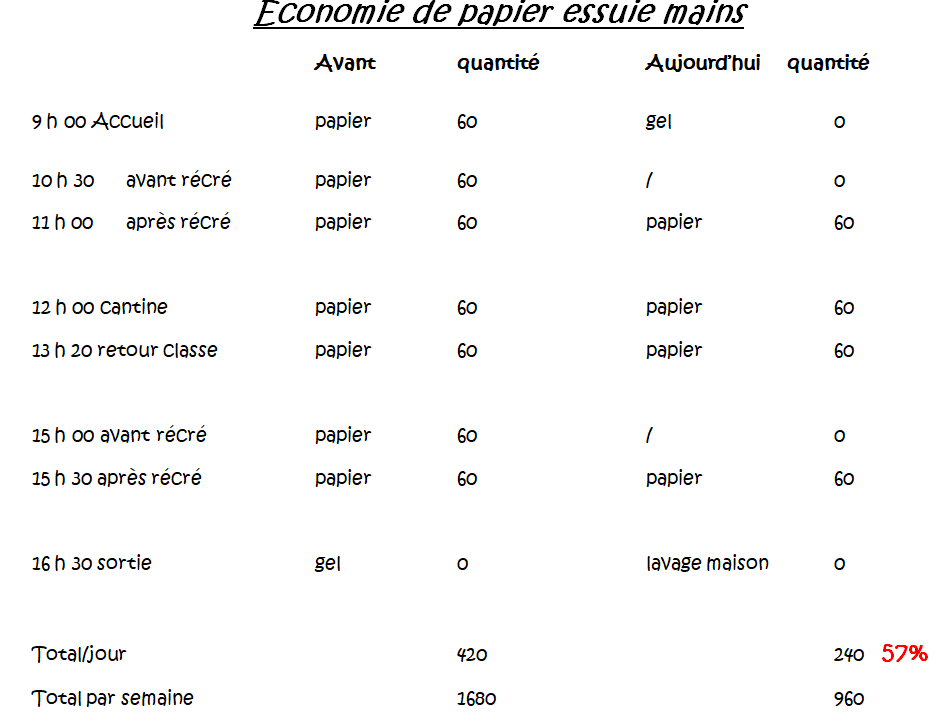 Economie de papier essuie mains
Avant quantité Aujourd'hui quantité
9 h 00 Accueil papier 60 gel 0
10 h 30 avant récré papier 60 / 0
11 h 00 après récré papier 60 papier 60
12 h 00 cantine papier 60 papier 60
13 h 20 retour classe papier 60 papier 60
15 h 00 avant récré papier 60 / 0
15 h 30 après récré papier 60 papier 60
16 h 30 sortie gel 0 lavage maison 0
Total/jour 420 240 57%
Total par semaine 1680 960